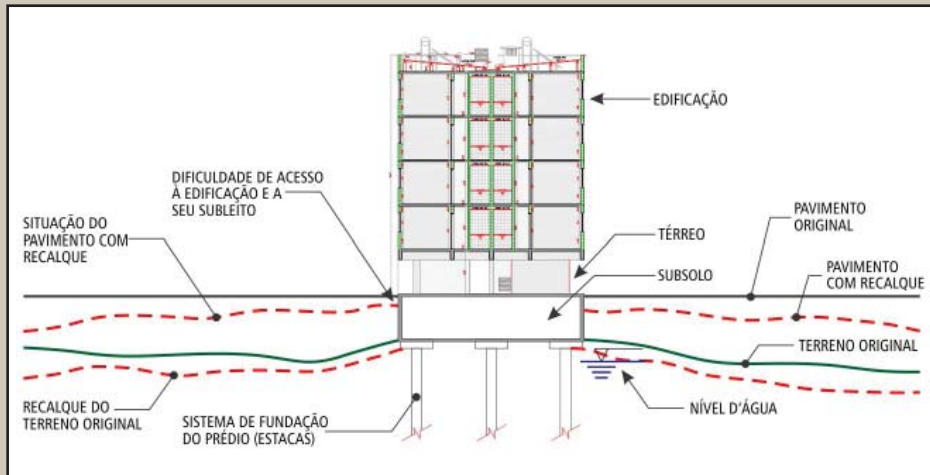 EDIFICAÇÃO
DIFICULDADE DE ACESSO
À EDIFICAÇÃO E A
SEU SUBLEITO
SITUAÇÃO DO
PAVIMENTO COM
RECALQUE
PAVIMENTO
ORIGINAL
TÉRREO
SUBSOLO
PAVIMENTO
COM RECALQUE
TERRENO ORIGINAL
RECALQUE DO
TERRENO ORIGINAL
SISTEMA DE FUNDAÇÃO
DO PRÉDIO (ESTACAS)
NÍVEL D'ÁGUA